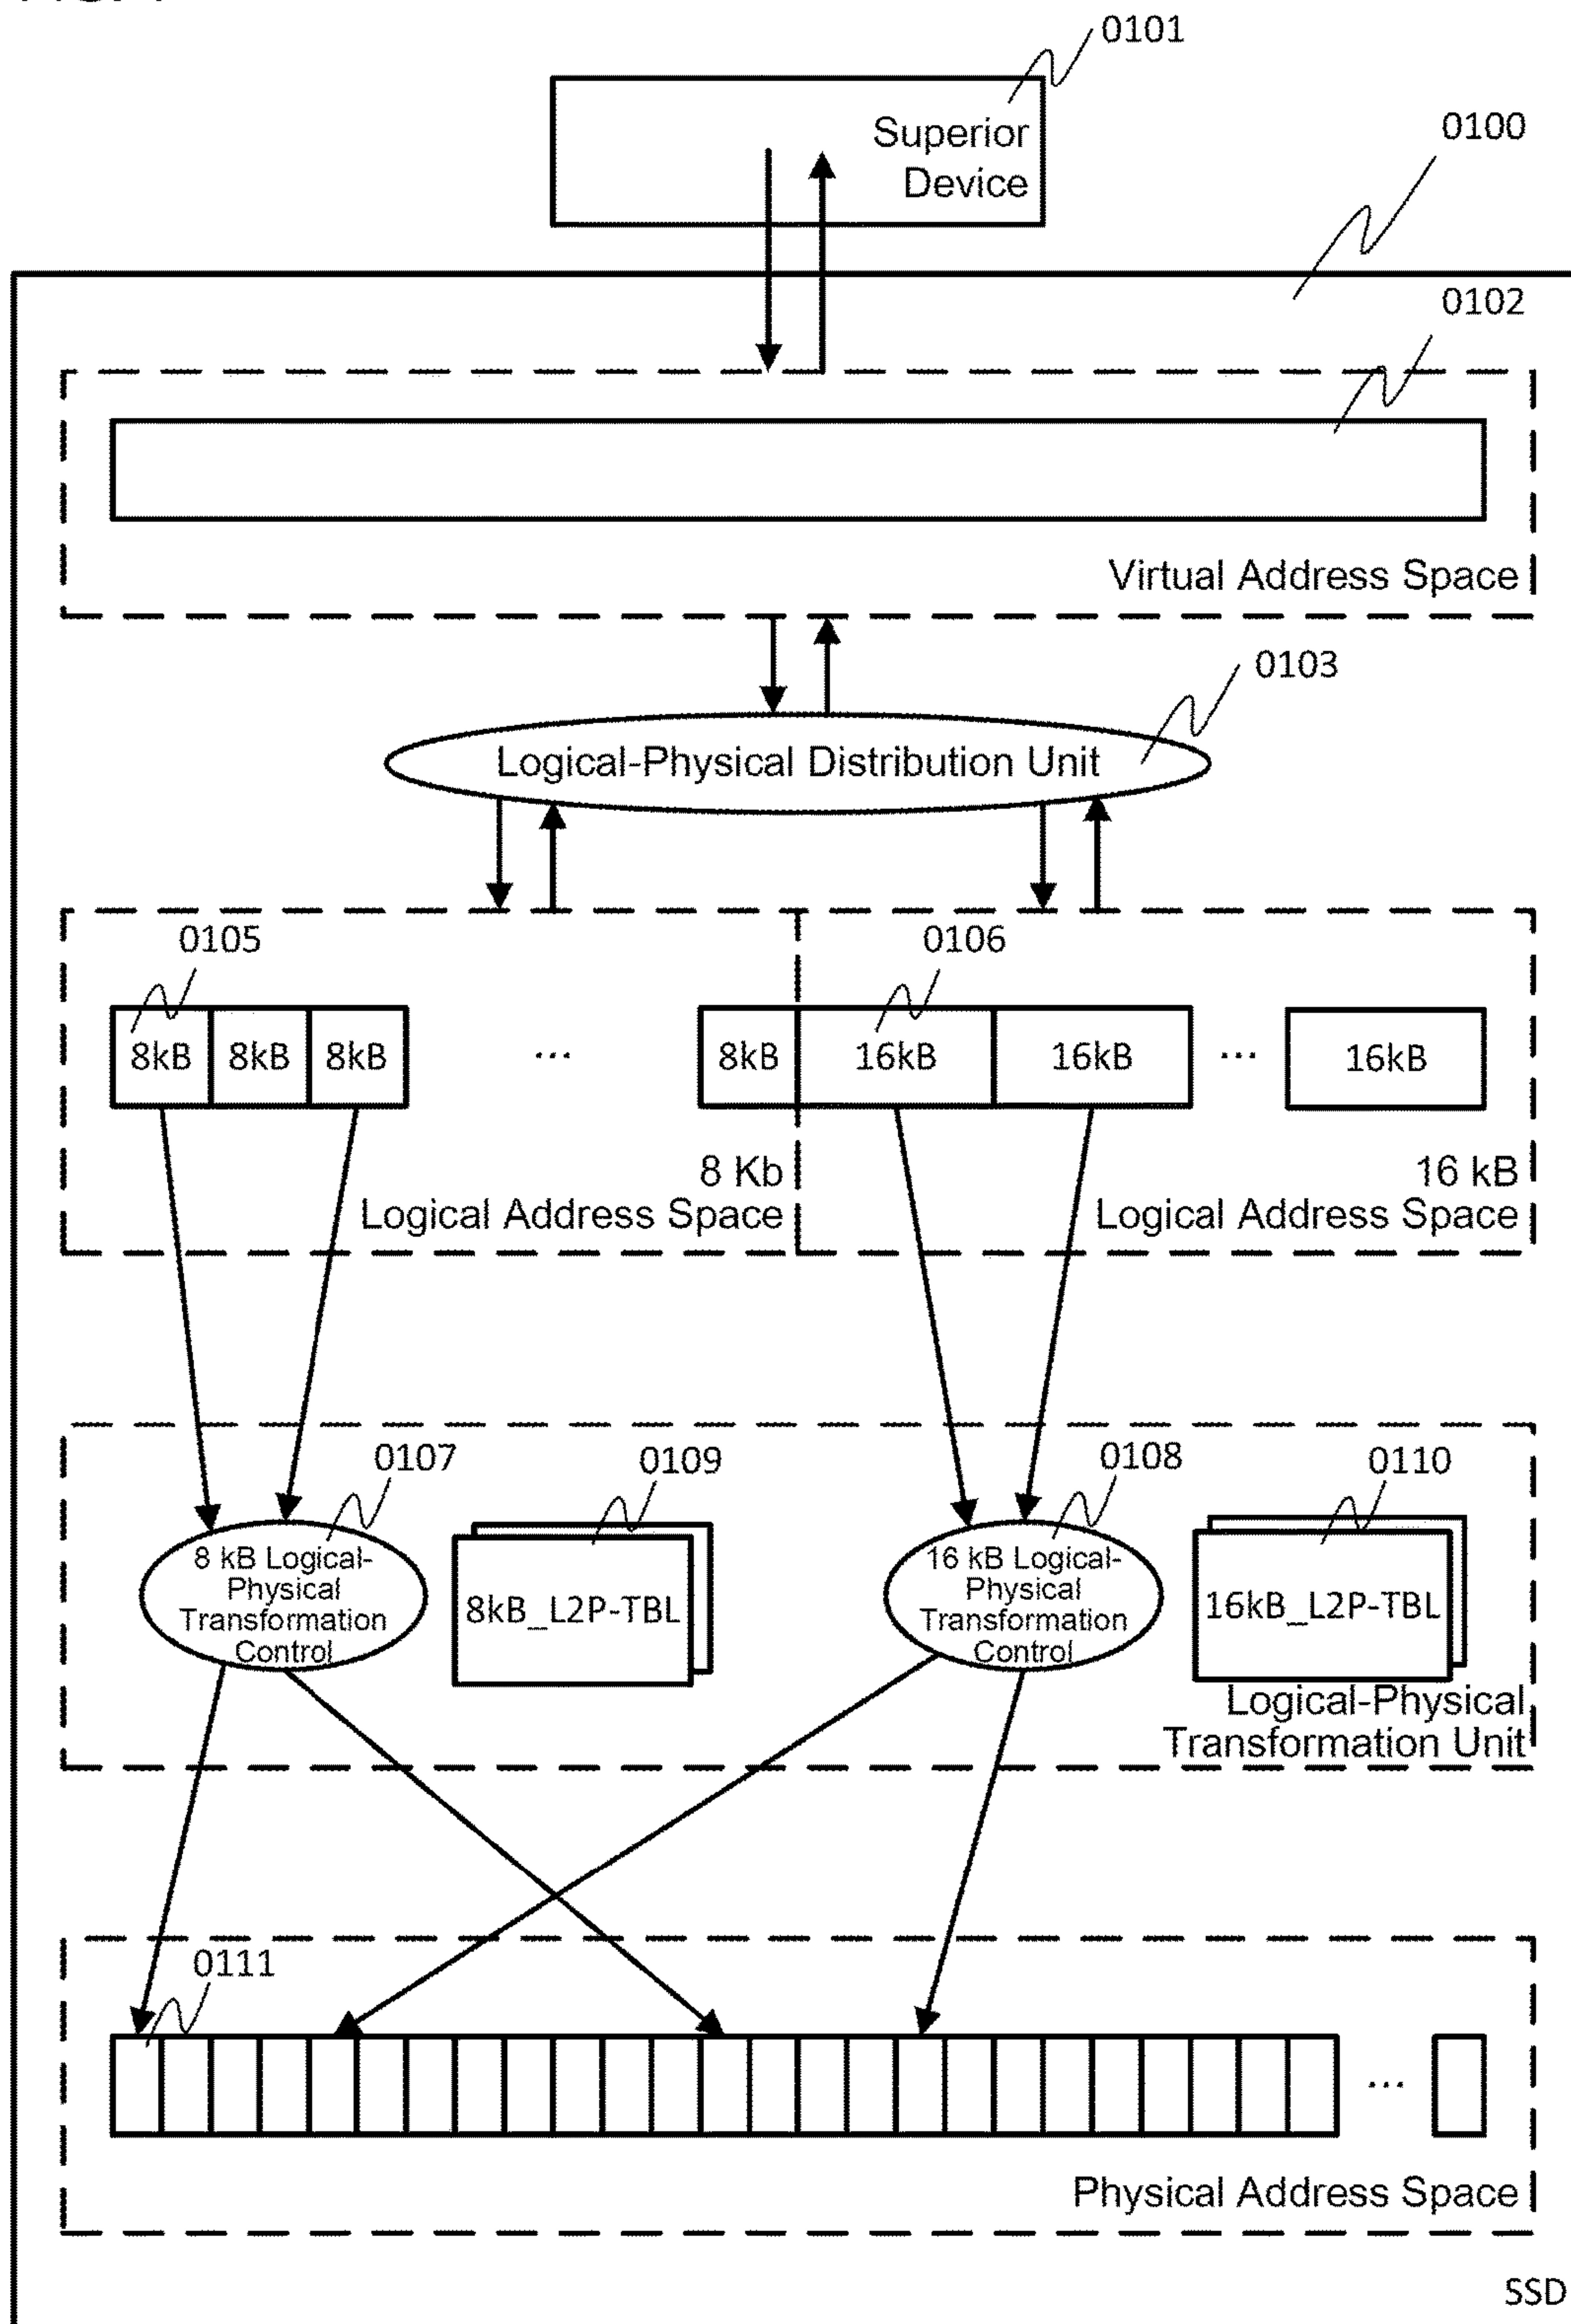 0101
Superior
Device
0100
0102
Virtual Address Space
0103
Logical-Physical Distribution Unit
0105
0106
8kB 8kB 8kB ... 8kB 16kB 16kB ... 16kB
8 Kb
Logical Address Space
16 kB
Logical Address Space
0107
0109
0108
0110
8 kB Logical-
Physical
Transformation
Control
8kB_L2P-TBL
16 kB Logical-
Physical
Transformation
Control
16kB_L2P-TBL
Logical-Physical
Transformation Unit
0111
...
Physical Address Space
SSD